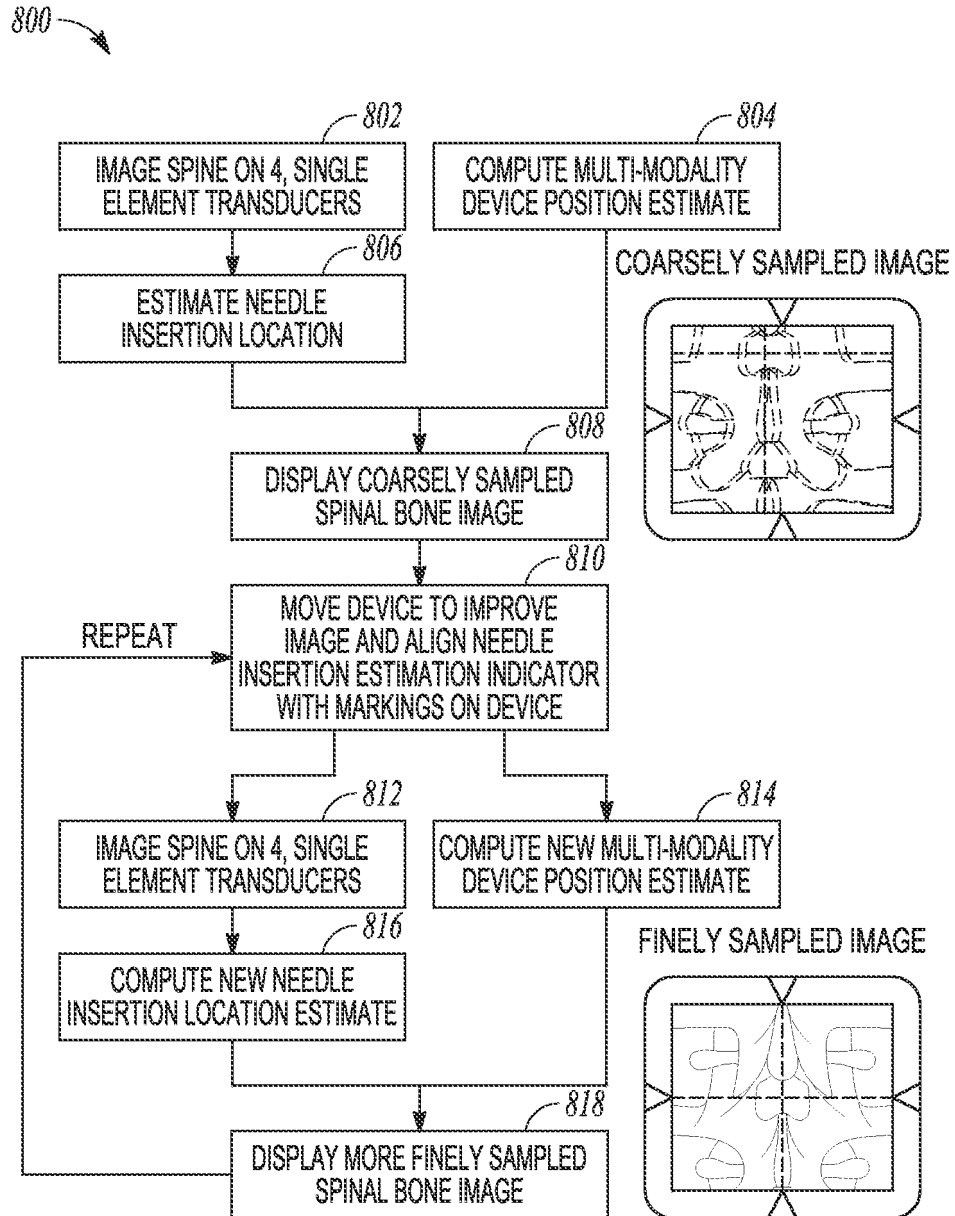 800
802
IMAGE SPINE ON 4, SINGLE
ELEMENT TRANSDUCERS
804
COMPUTE MULTI-MODALITY
DEVICE POSITION ESTIMATE
806
ESTIMATE NEEDLE
INSERTION LOCATION
COARSELY SAMPLED IMAGE
808
DISPLAY COARSELY SAMPLED
SPINAL BONE IMAGE
810
MOVE DEVICE TO IMPROVE
IMAGE AND ALIGN NEEDLE
INSERTION ESTIMATION INDICATOR
WITH MARKINGS ON DEVICE
REPEAT
812
IMAGE SPINE ON 4, SINGLE
ELEMENT TRANSDUCERS
814
COMPUTE NEW MULTI-MODALITY
DEVICE POSITION ESTIMATE
816
COMPUTE NEW NEEDLE
INSERTION LOCATION ESTIMATE
FINELY SAMPLED IMAGE
818
DISPLAY MORE FINELY SAMPLED
SPINAL BONE IMAGE